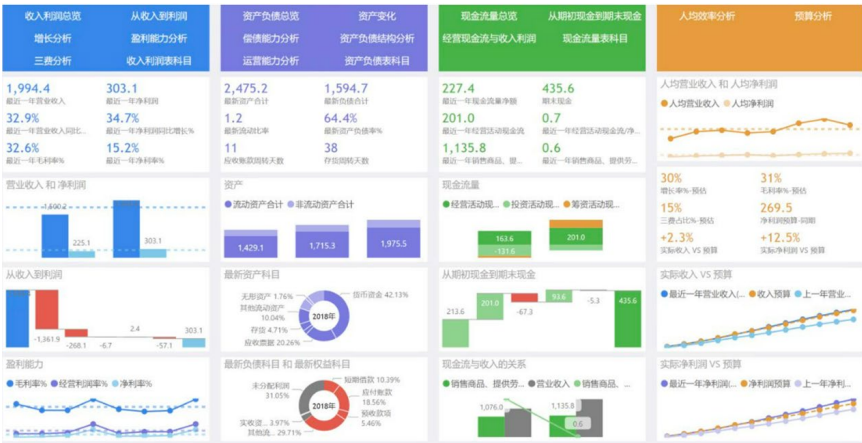 收入利润总览 从收入到利润
增长分析 盈利能力分析
三费分析 收入利润表科目
1,994.4 303.1
最近一年营业收入 最近一年净利润
32.9% 34.7%
最近一年营业收入同比... 最近一年净利润同比增长%
32.6% 15.2%
最近一年毛利率% 最近一年净利率%
营业收入 和 净利润
1,500.2
225.1
303.1
从收入到利润
-1,361.9
-268.1
-6.7
2.4
-57.1
303.1
盈利能力
毛利率% 经营利润率% 净利率%
资产负债总览 资产变化
偿债能力分析 资产负债结构分析
运营能力分析 资产负债表科目
2,475.2 1,594.7
最新资产合计 最新负债合计
1.2 64.4%
最新流动比率 最新资产负债率%
11 38
应收账款周转天数 存货周转天数
资产
流动资产合计 非流动资产合计
1,429.1
1,715.3
1,975.5
最新资产科目
无形资产 1.76%
其他流动资产
10.04%
存货 4.71%
应收票据 20.26%
货币资金 42.13%
2018年
最新负债科目 和 最新权益科目
未分配利润
31.05%
实收资... 3.97%
其他流... 29.71%
短期借款 10.39%
应付账款
18.56%
预收款项
5.46%
2018年
现金流量总览 从期初现金到期末现金
经营现金流与收入利润 现金流量表科目
227.4 435.6
最近一年现金流量净额 期末现金
201.0 0.7
最近一年经营活动现金流 最近一年经营活动现金流/净...
1,135.8 0.6
最近一年销售商品、提... 最近一年销售商品、提供劳...
现金流量
经营活动现... 投资活动现... 筹资活动现...
163.6
-131.6
201.0
从期初现金到期末现金
213.6
201.0
-67.3
93.6
-5.3
435.6
现金流与收入的关系
销售商品、提供劳... 营业收入 销售商品、...
1,076.0
1,135.8
0.6
人均效率分析 预算分析
人均营业收入 和 人均净利润
人均营业收入 人均净利润
30% 31%
增长率%-预估 毛利率%-预估
15% 269.5
三费占比%-预估 净利润预算-同期
+2.3% +12.5%
实际收入 VS 预算 实际净利润 VS 预算
实际收入 VS 预算
最近一年营业收入(... 收入预算 上一年营业...
实际净利润 VS 预算
最近一年净利润(... 净利润预算 上一年净利...